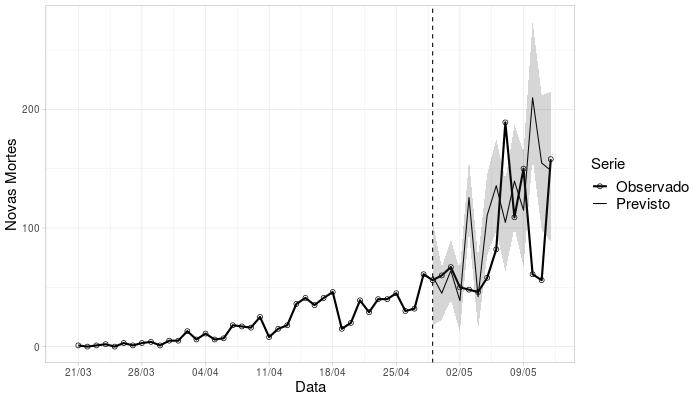 Novas Mortes
200
100
0
21/03 28/03 04/04 11/04 18/04 25/04 02/05 09/05
Data
Serie
Observado
Previsto